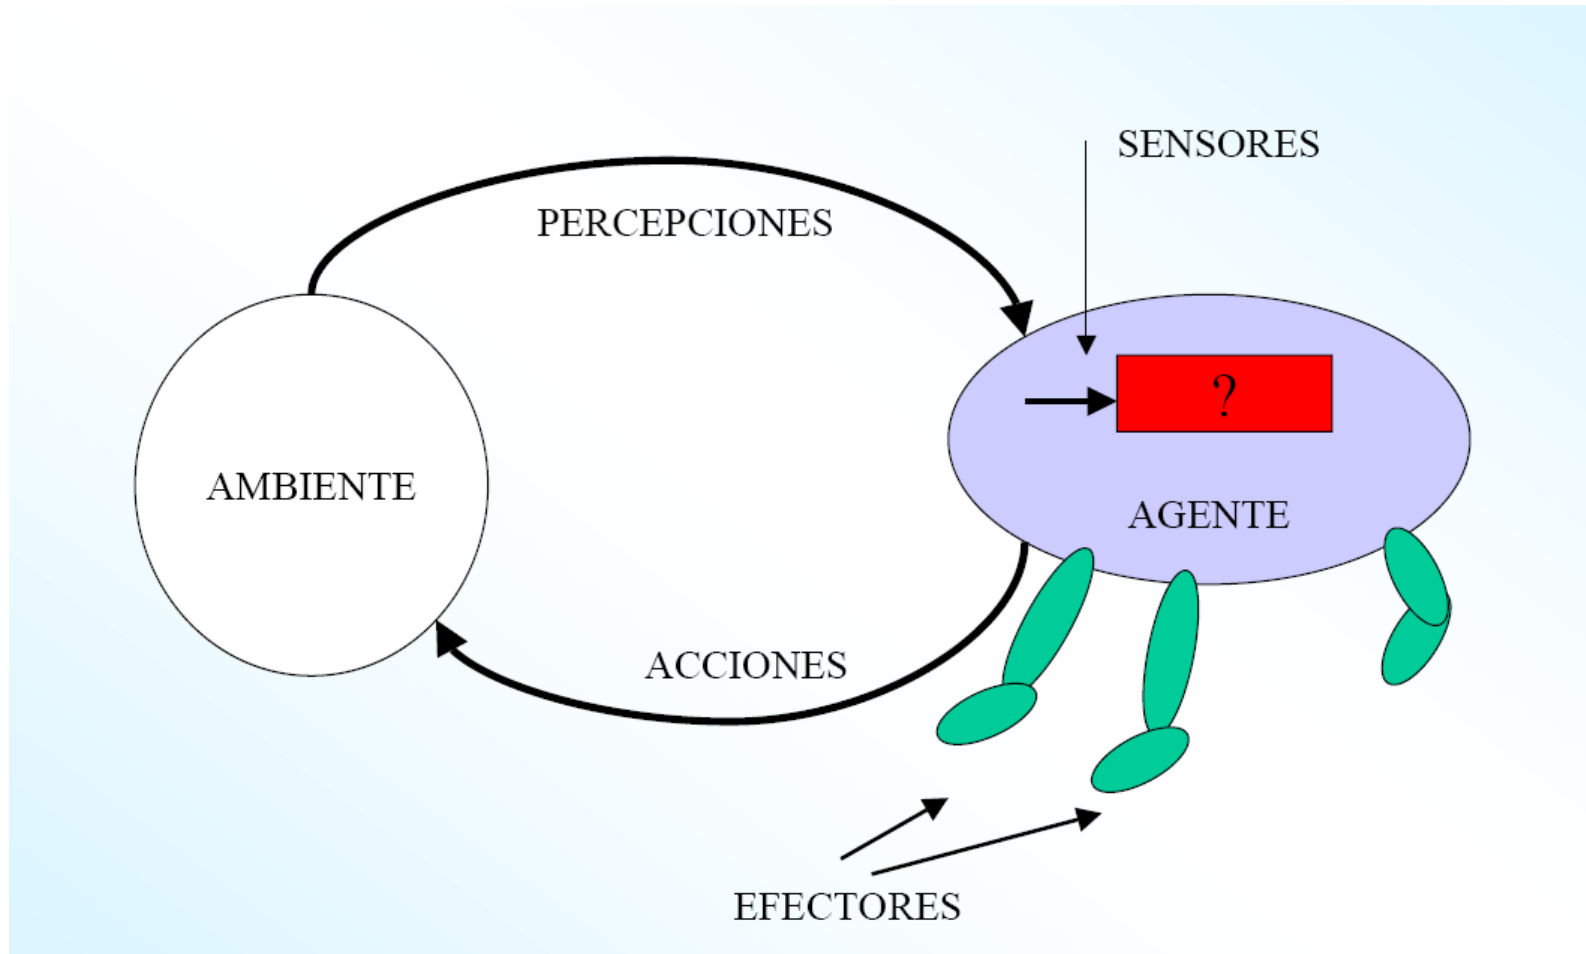 SENSORES
PERCEPCIONES
?
AMBIENTE
AGENTE
ACCIONES
EFECTORES